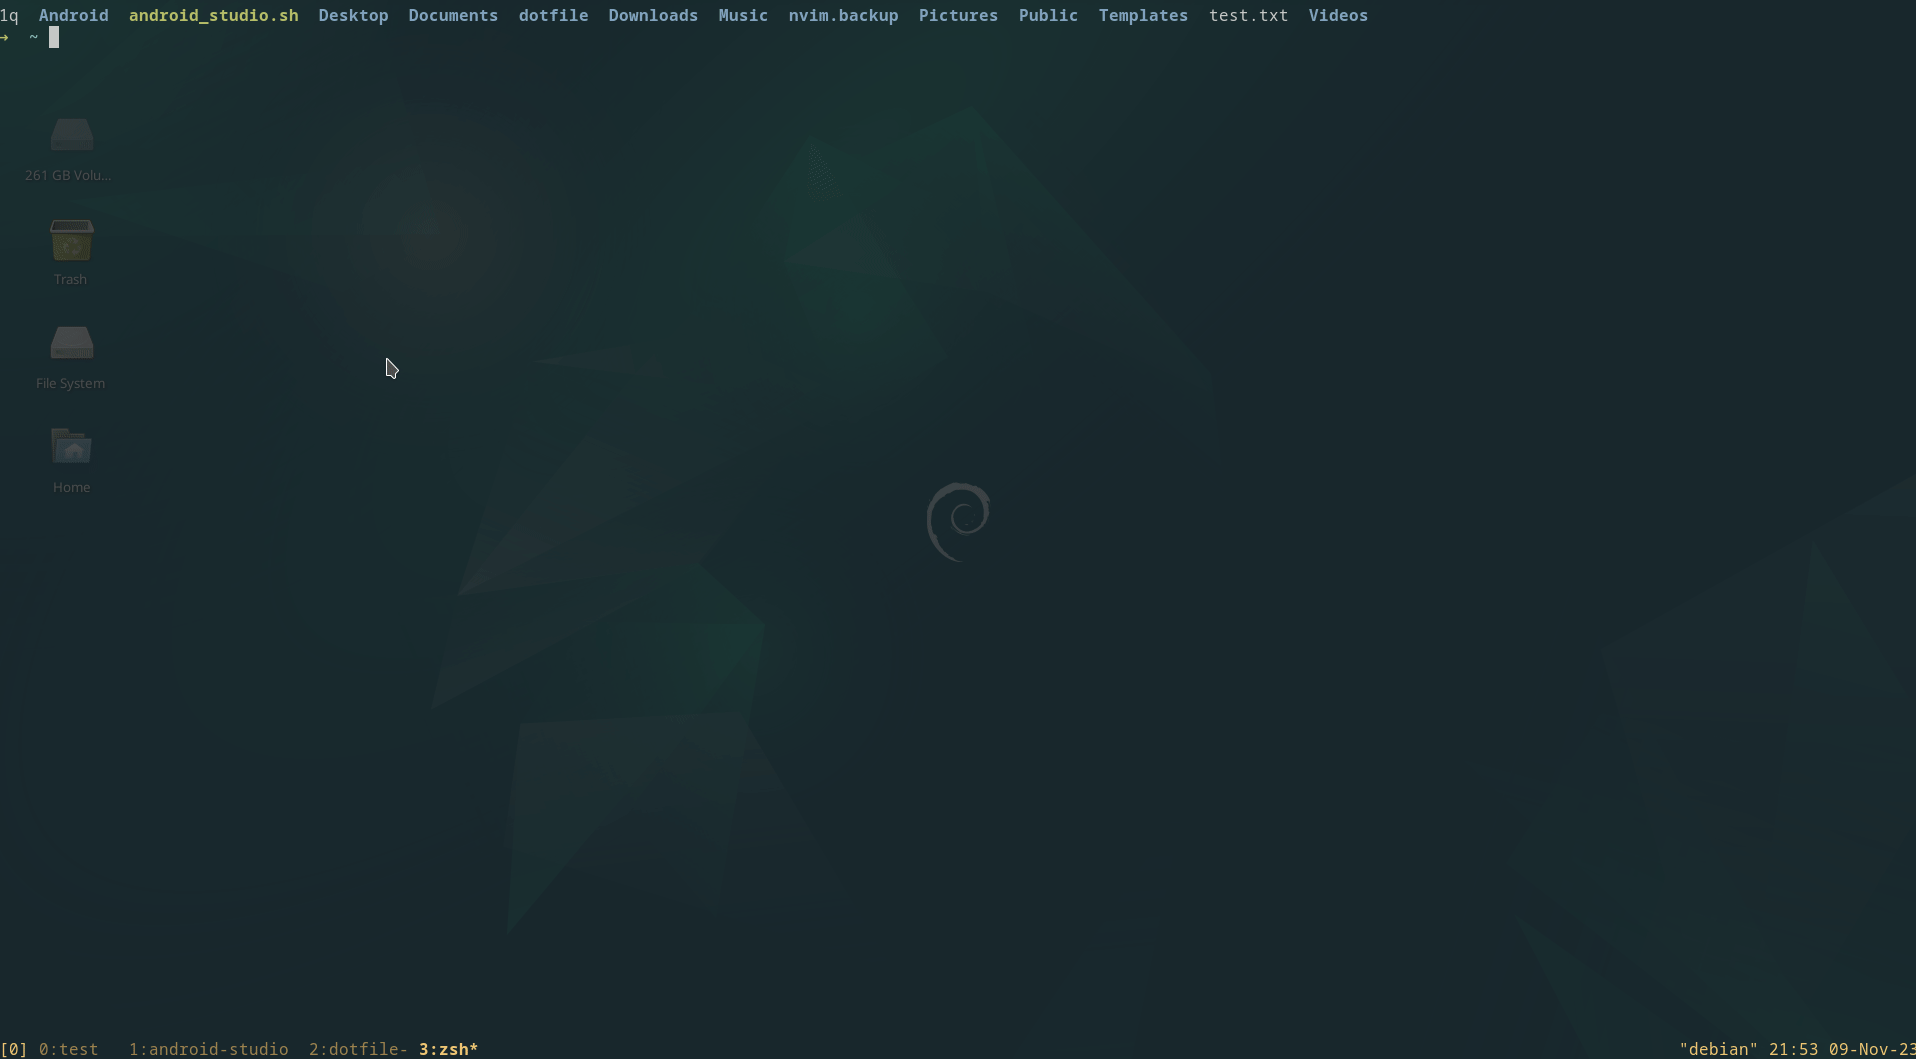 1q Android android_studio.sh Desktop Documents dotfile Downloads Music nvim.backup Pictures Public Templates test.txt Videos
→ ~
261 GB Volu...
Trash
File System
Home
[0] 0:test 1:android-studio 2:dotfile- 3:zsh* "debian" 21:53 09-Nov-23